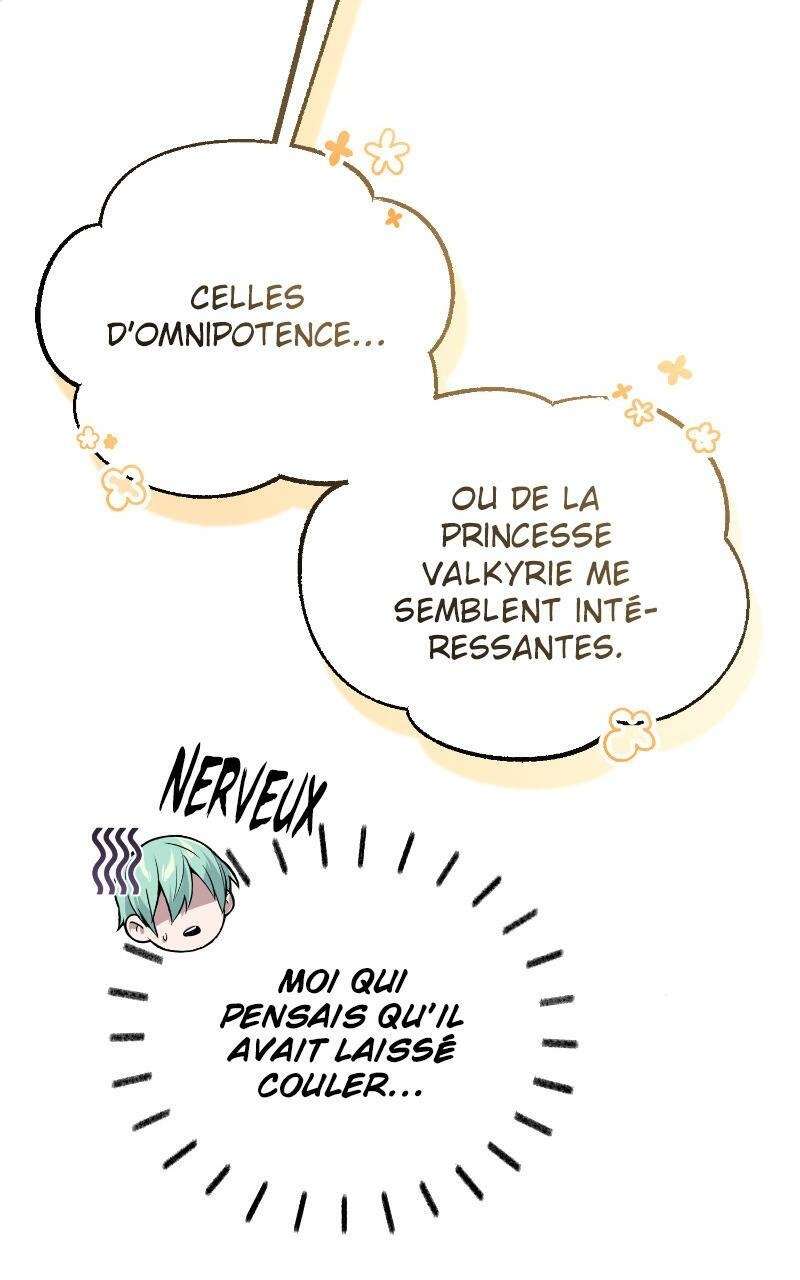 CELLES
D'OMNIPOTENCE...
OU DE LA
PRINCESSE
VALKYRIE ME
SEMBLENT INTÉ-
RESSANTES.
NERVEUX
MOI QUI
PENSAIS QU'IL
AVAIT LAISSÉ
COULER...